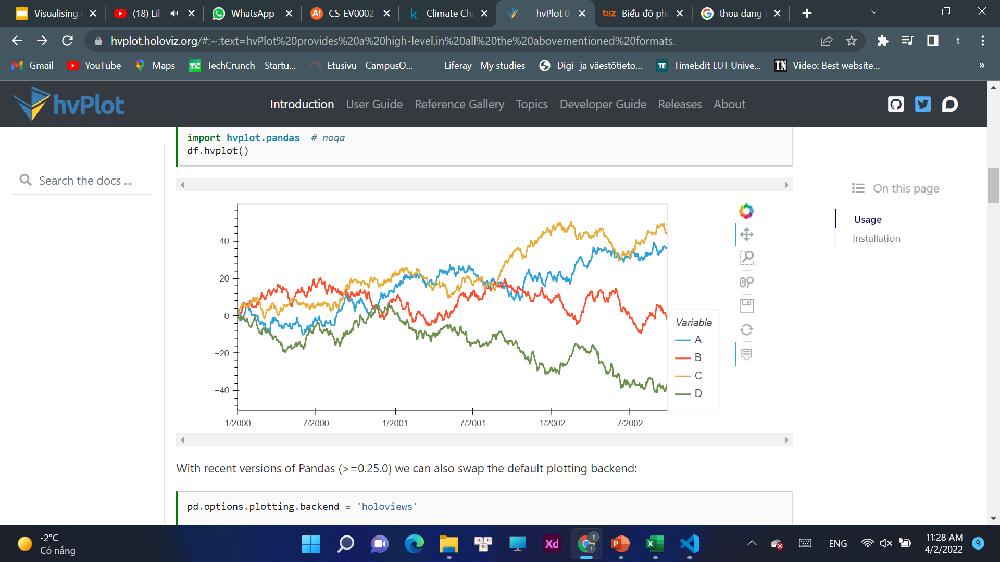 Visualising
(18) Lil
WhatsApp
CS-EV0002_
Climate Cha
— hvPlot 0.
Biểu đồ phâ
thoa dang t
hvplot.holoviz.org/#:~:text=hvPlot%20provides%20a%20high-level,in%20all%20the%20abovementioned%20formats.
t
Gmail
YouTube
Maps
TechCrunch – Startu...
Etusivu - CampusO...
Liferay - My studies
Digi- ja väestötieto...
TimeEdit LUT Unive...
Video: Best website...
»
hvPlot
Introduction
User Guide
Reference Gallery
Topics
Developer Guide
Releases
About
import hvplot.pandas  # noqa
df.hvplot()
Search the docs ...
On this page
Usage
Installation
40
20
0
−20
−40
1/2000
7/2000
1/2001
7/2001
1/2002
7/2002
Variable
A
B
C
D
With recent versions of Pandas (>=0.25.0) we can also swap the default plotting backend:
pd.options.plotting.backend = 'holoviews'
-2°C
Có nắng
ENG
11:28 AM
4/2/2022
9